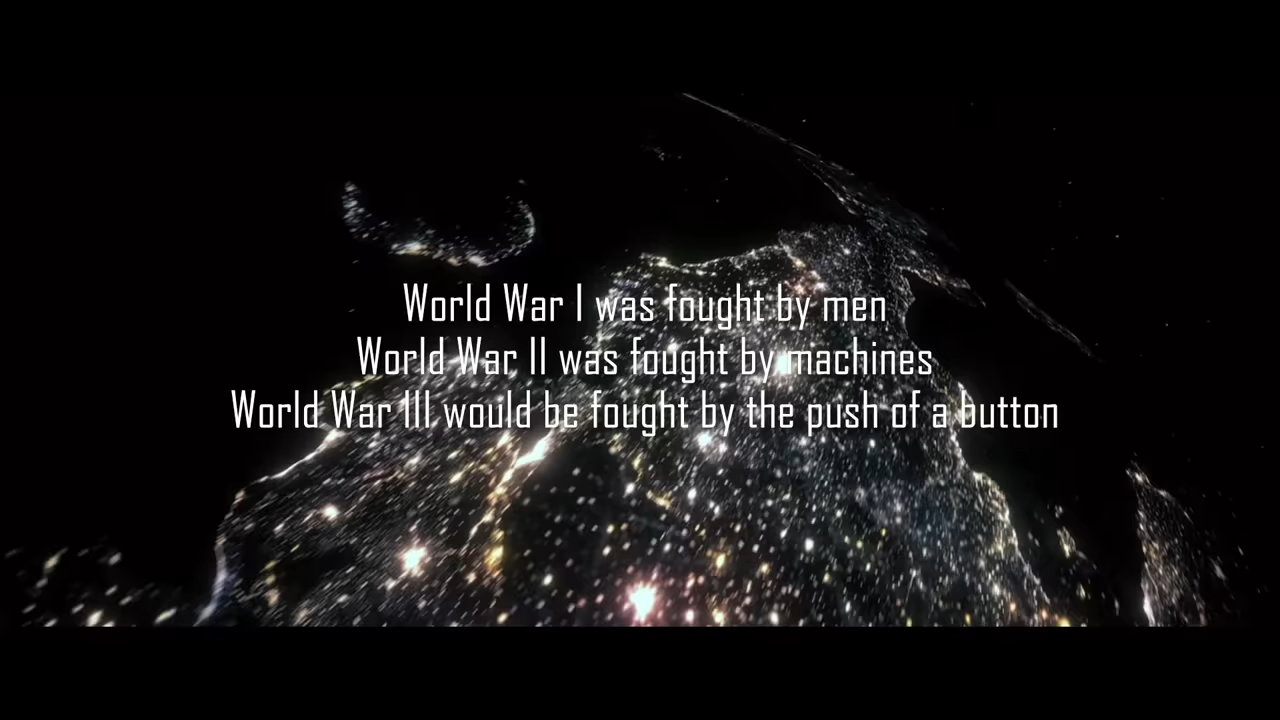 World War I was fought by men
World War II was fought by machines
World War III would be fought by the push of a button